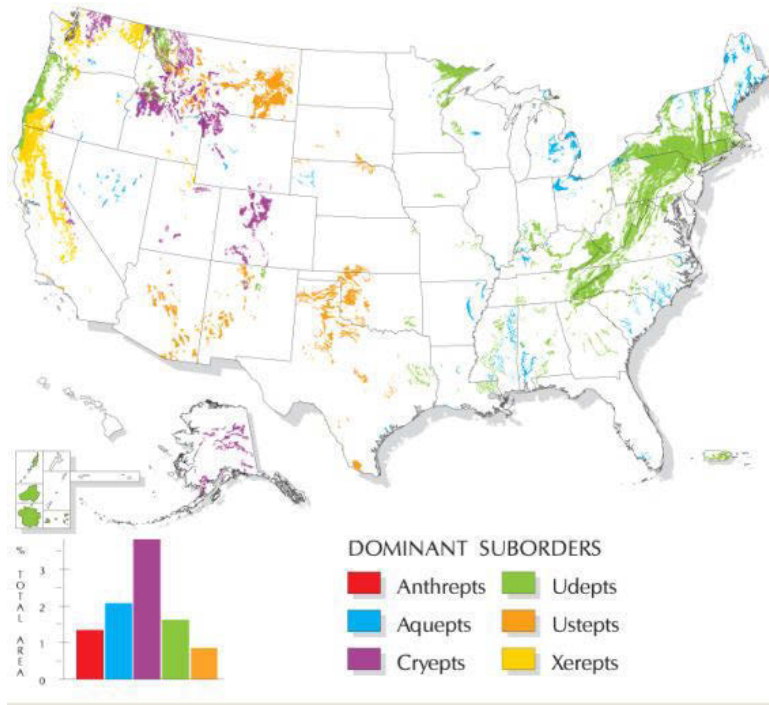 DOMINANT SUBORDERS
Anthrepts
Udepts
Aquepts
Ustepts
Cryepts
Xerepts
% TOTAL AREA
3
2
1
0